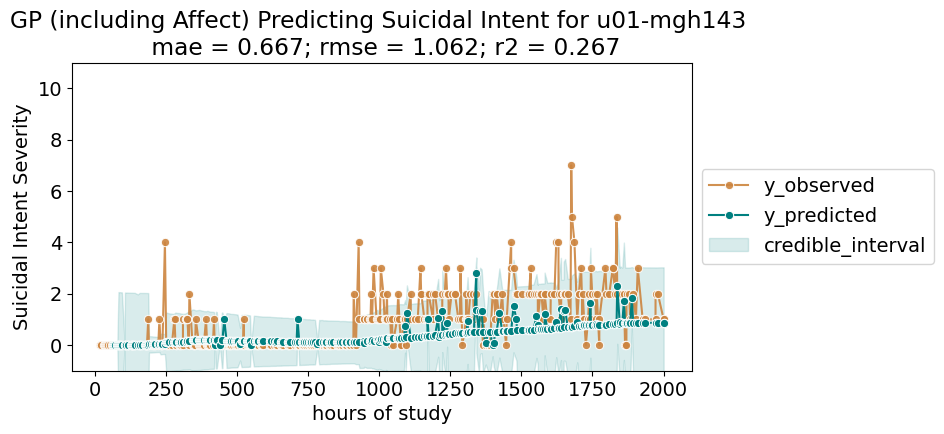 GP (including Affect) Predicting Suicidal Intent for u01-mgh143
mae = 0.667; rmse = 1.062; r2 = 0.267
Suicidal Intent Severity
10
8
6
4
2
0
0
250
500
750
1000
1250
1500
1750
2000
hours of study
y_observed
y_predicted
credible_interval